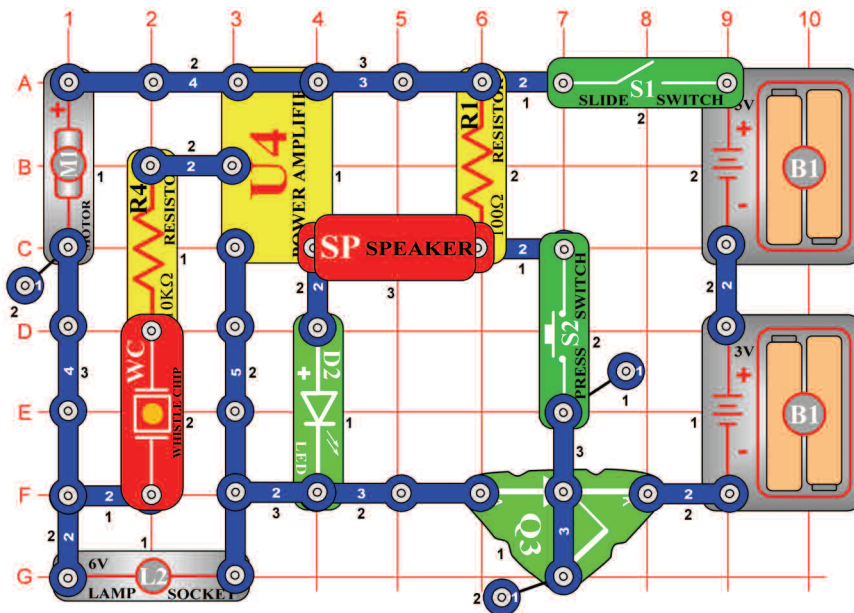 1 2 3 4 5 6 7 8 9 10
A
B
C
D
E
F
G
2
4
3
3
2
1
S1
SLIDE SWITCH
2
3V
+
-
B1
2
+
M1
MOTOR
1
2
2
R4
RESISTOR
10KΩ
1
U4
POWER AMPLIFIER
1
R1
RESISTOR
100Ω
2
SP SPEAKER
3
2
1
1
2
2
2
D2
+
LED
1
S2
PRESS SWITCH
2
1
1
2
2
3V
+
-
B1
1
4
3
WC
WHISTLE CHIP
2
5
2
2
1
2
3
3
2
3
3
Q3
1
2
2
2
2
1
6V
L2
LAMP SOCKET
2
1